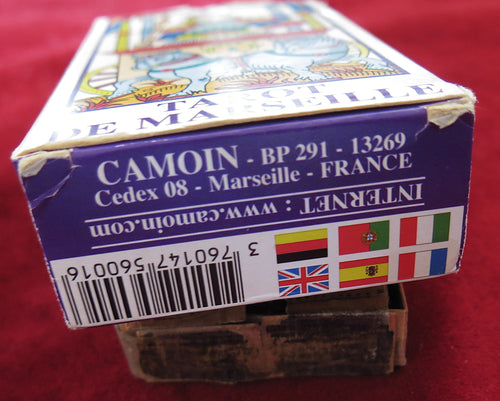 TAROT
DE MARSEILLE
CAMOIN - BP 291 - 13269
Cedex 08 - Marseille - FRANCE
INTERNET : www.camoin.com
3 760147 560016